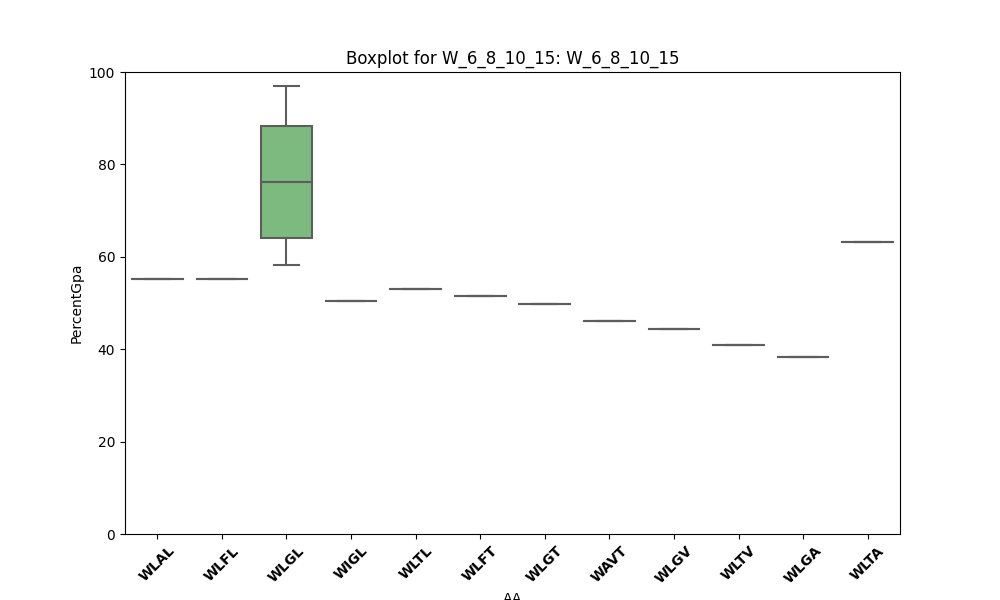 Boxplot for W_6_8_10_15: W_6_8_10_15
100
80
60
40
20
0
PercentGpa
WLAL WLFL WLGL WIGL WLTL WLFT WLGT WAVT WLGV WLTV WLGA WLTA
AA